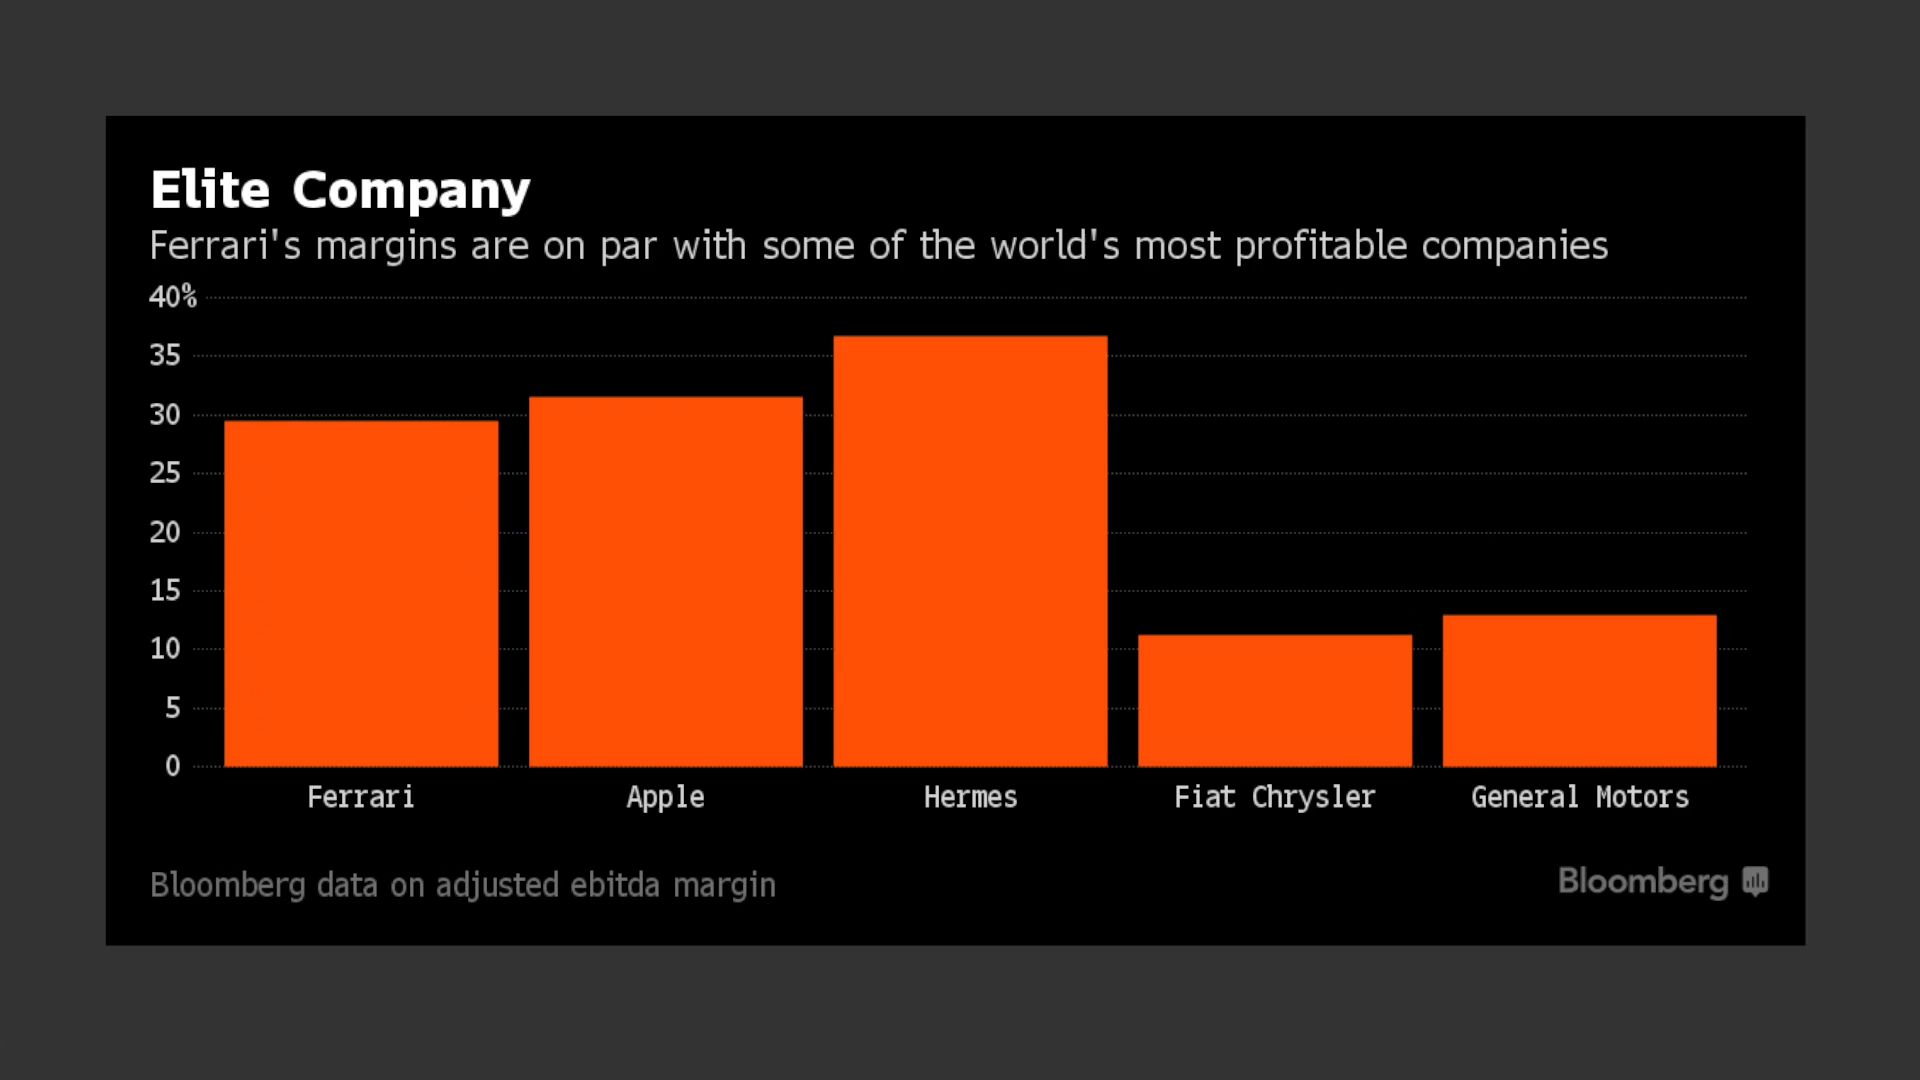 Elite Company
Ferrari's margins are on par with some of the world's most profitable companies
40%
35
30
25
20
15
10
5
0
Ferrari Apple Hermes Fiat Chrysler General Motors
Bloomberg data on adjusted ebitda margin
Bloomberg